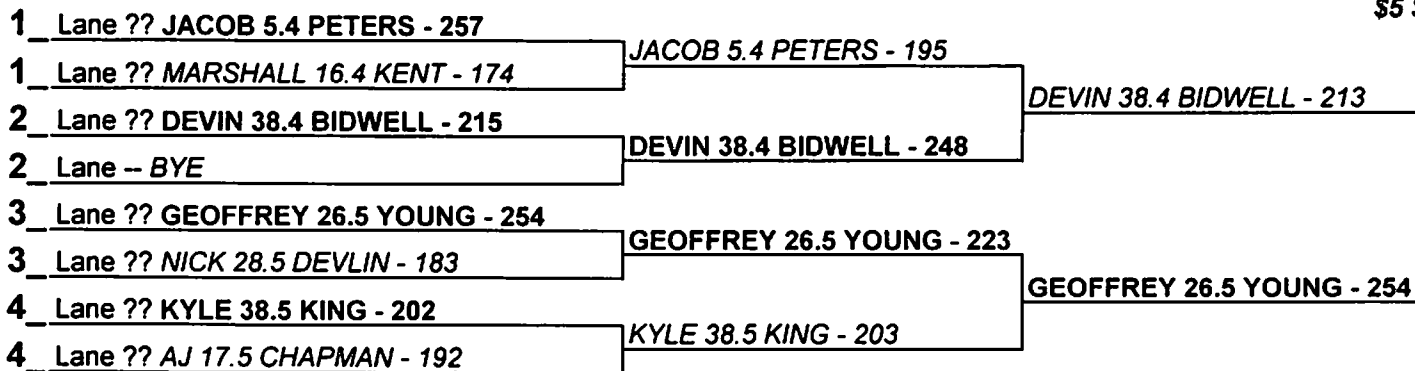 $5
1_ Lane ?? JACOB 5.4 PETERS - 257
1_ Lane ?? MARSHALL 16.4 KENT - 174
2_ Lane ?? DEVIN 38.4 BIDWELL - 215
2_ Lane -- BYE
3_ Lane ?? GEOFFREY 26.5 YOUNG - 254
3_ Lane ?? NICK 28.5 DEVLIN - 183
4_ Lane ?? KYLE 38.5 KING - 202
4_ Lane ?? AJ 17.5 CHAPMAN - 192
JACOB 5.4 PETERS - 195
DEVIN 38.4 BIDWELL - 248
GEOFFREY 26.5 YOUNG - 223
KYLE 38.5 KING - 203
DEVIN 38.4 BIDWELL - 213
GEOFFREY 26.5 YOUNG - 254